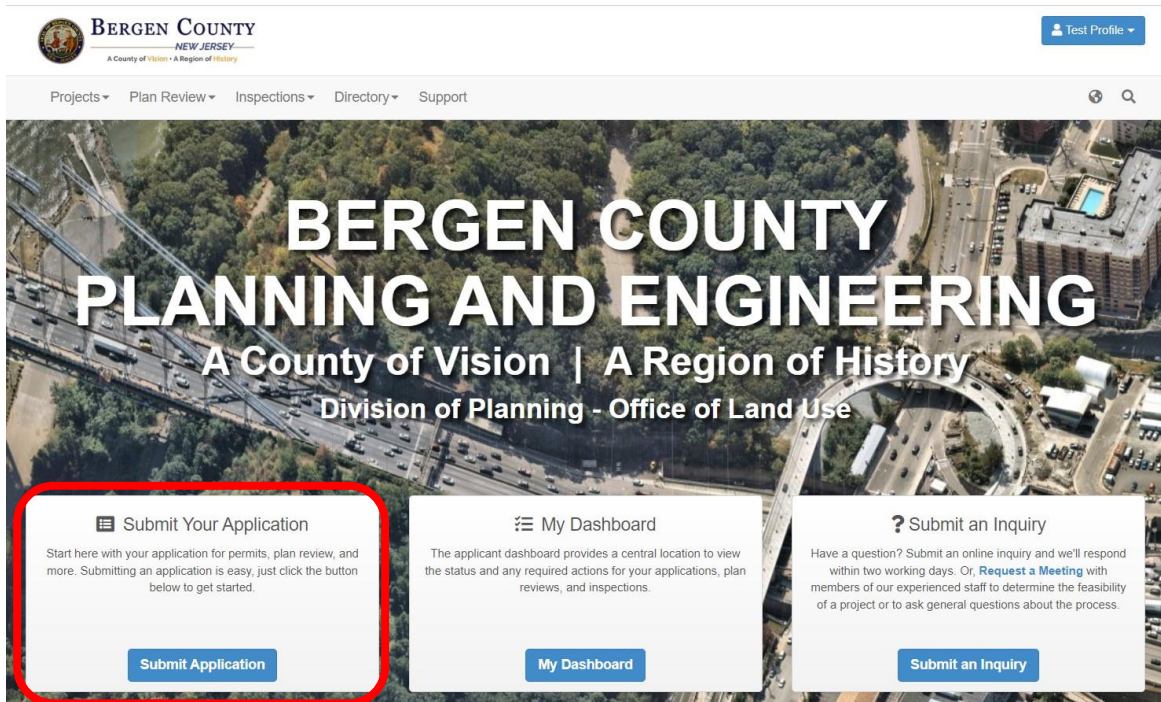 BERGEN COUNTY
NEW JERSEY
A County of Vision • A Region of History
Test Profile
Projects Plan Review Inspections Directory Support
BERGEN COUNTY
PLANNING AND ENGINEERING
A County of Vision | A Region of History
Division of Planning - Office of Land Use
Submit Your Application
Start here with your application for permits, plan review, and
more. Submitting an application is easy, just click the button
below to get started.
Submit Application
My Dashboard
The applicant dashboard provides a central location to view
the status and any required actions for your applications, plan
reviews, and inspections.
My Dashboard
? Submit an Inquiry
Have a question? Submit an online inquiry and we'll respond
within two working days. Or, Request a Meeting with
members of our experienced staff to determine the feasibility
of a project or to ask general questions about the process.
Submit an Inquiry